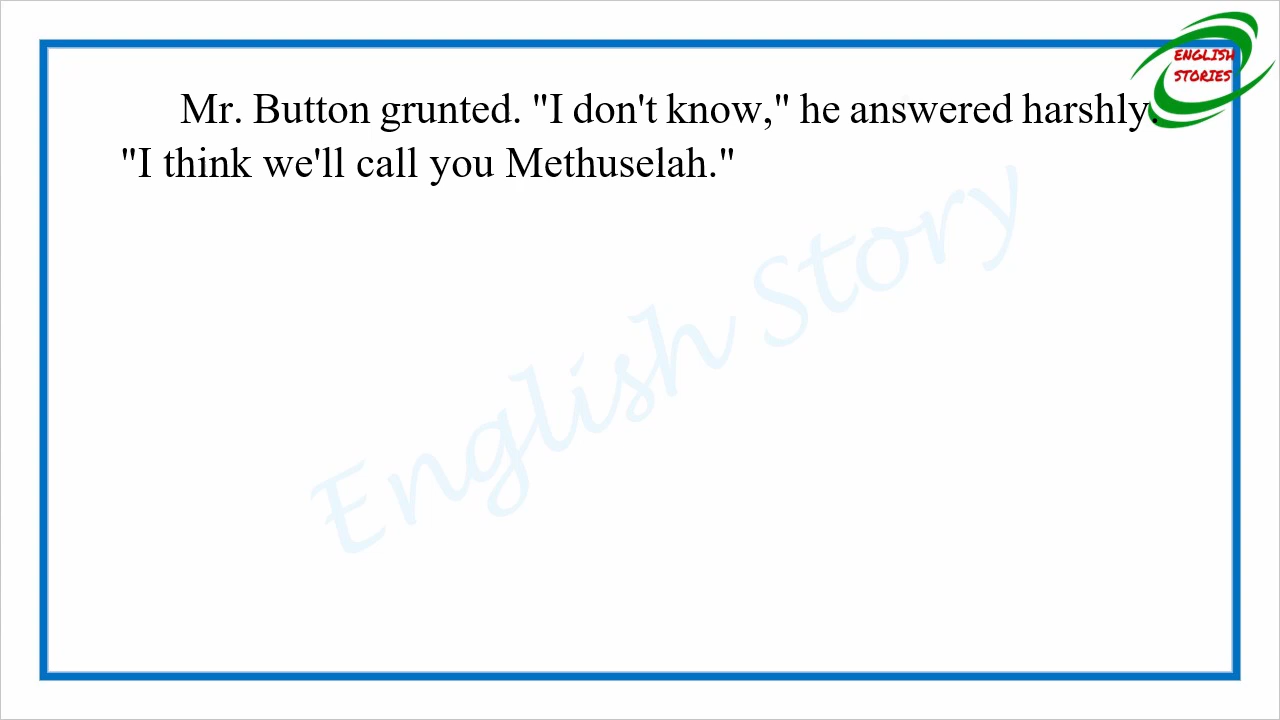 ENGLISH
STORIES
Mr. Button grunted. "I don't know," he answered harshly.
"I think we'll call you Methuselah."
English Story